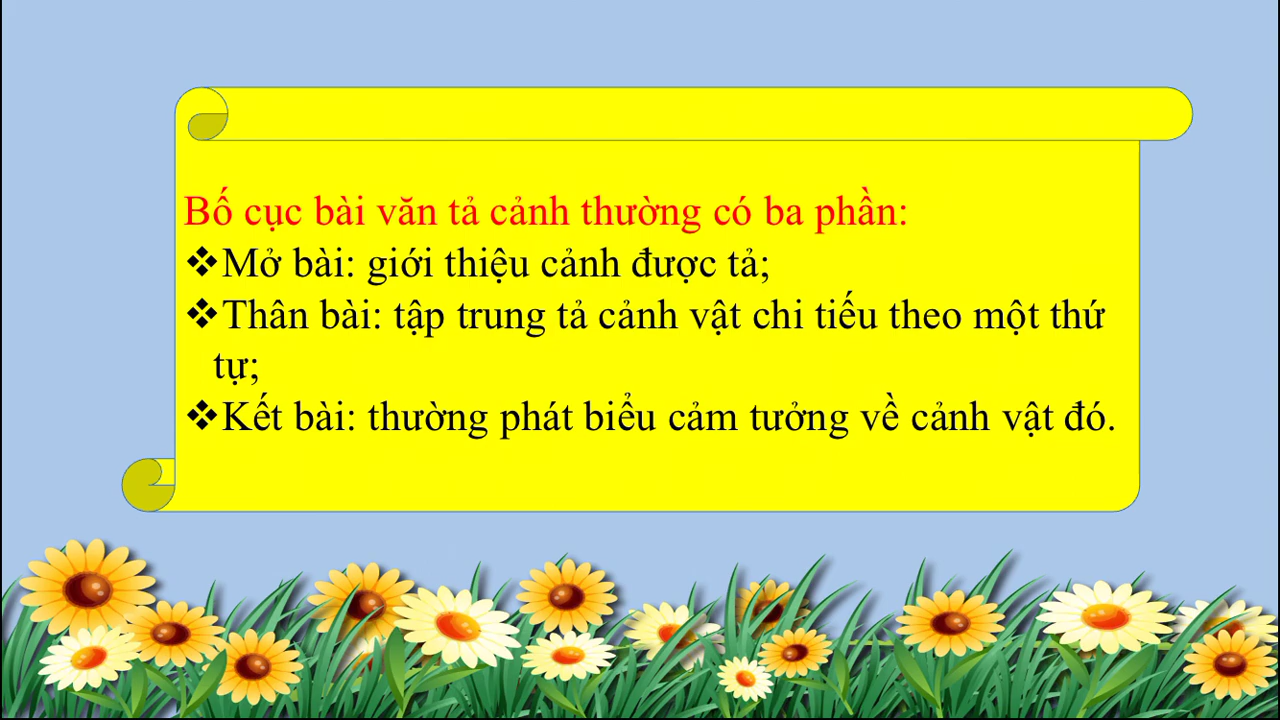 Bố cục bài văn tả cảnh thường có ba phần:
❖Mở bài: giới thiệu cảnh được tả;
❖Thân bài: tập trung tả cảnh vật chi tiếu theo một thứ
tự;
❖Kết bài: thường phát biểu cảm tưởng về cảnh vật đó.